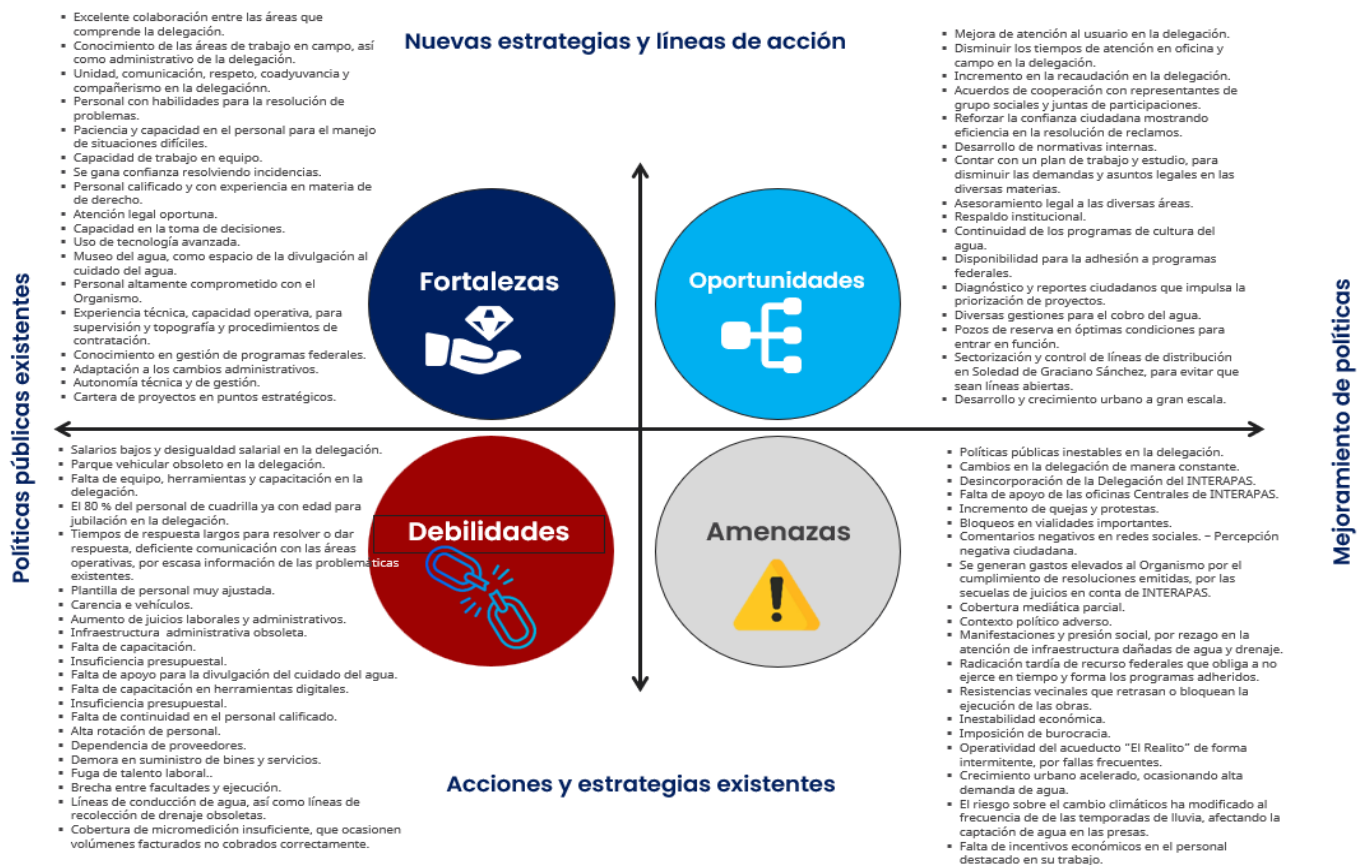 Nuevas estrategias y líneas de acción
▪ Excelente colaboración entre las áreas que
comprende la delegación.
▪ Conocimiento de las áreas de trabajo en campo, así
como administrativo de la delegación.
▪ Unidad, comunicación, respeto, coadyuvancia y
compañerismo en la delegaciónn.
▪ Personal con habilidades para la resolución de
problemas.
▪ Paciencia y capacidad en el personal para el manejo
de situaciones difíciles.
▪ Capacidad de trabajo en equipo.
▪ Se gana confianza resolviendo incidencias.
▪ Personal calificado y con experiencia en materia de
de derecho.
▪ Atención legal oportuna.
▪ Capacidad en la toma de decisiones.
▪ Uso de tecnología avanzada.
▪ Museo del agua, como espacio de la divulgación al
cuidado del agua.
▪ Personal altamente comprometido con el
Organismo.
▪ Experiencia técnica, capacidad operativa, para
supervisión y topografía y procedimientos de
contratación.
▪ Conocimiento en gestión de programas federales.
▪ Adaptación a los cambios administrativos.
▪ Autonomía técnica y de gestión.
▪ Cartera de proyectos en puntos estratégicos.
Fortalezas
Oportunidades
▪ Mejora de atención al usuario en la delegación.
▪ Disminuir los tiempos de atención en oficina y
campo en la delegación.
▪ Incremento en la recaudación en la delegación.
▪ Acuerdos de cooperación con representantes de
grupo sociales y juntas de participaciones.
▪ Reforzar la confianza ciudadana mostrando
eficiencia en la resolución de reclamos.
▪ Desarrollo de normativas internas.
▪ Contar con un plan de trabajo y estudio, para
disminuir las demandas y asuntos legales en las
diversas materias.
▪ Asesoramiento legal a las diversas áreas.
▪ Respaldo institucional.
▪ Continuidad de los programas de cultura del
agua.
▪ Disponibilidad para la adhesión a programas
federales.
▪ Diagnóstico y reportes ciudadanos que impulsa la
priorización de proyectos.
▪ Diversas gestiones para el cobro del agua.
▪ Pozos de reserva en óptimas condiciones para
entrar en función.
▪ Sectorización y control de líneas de distribución
en Soledad de Graciano Sánchez, para evitar que
sean líneas abiertas.
▪ Desarrollo y crecimiento urbano a gran escala.
Políticas públicas existentes
Mejoramiento de políticas
▪ Salarios bajos y desigualdad salarial en la delegación.
▪ Parque vehicular obsoleto en la delegación.
▪ Falta de equipo, herramientas y capacitación en la
delegación.
▪ El 80 % del personal de cuadrilla ya con edad para
jubilación en la delegación.
▪ Tiempos de respuesta largos para resolver o dar
respuesta, deficiente comunicación con las áreas
operativas, por escasa información de las problemáticas
existentes.
▪ Plantilla de personal muy ajustada.
▪ Carencia e vehículos.
▪ Aumento de juicios laborales y administrativos.
▪ Infraestructura administrativa obsoleta.
▪ Falta de capacitación.
▪ Insuficiencia presupuestal.
▪ Falta de apoyo para la divulgación del cuidado del agua.
▪ Falta de capacitación en herramientas digitales.
▪ Insuficiencia presupuestal.
▪ Falta de continuidad en el personal calificado.
▪ Alta rotación de personal.
▪ Dependencia de proveedores.
▪ Demora en suministro de bines y servicios.
▪ Fuga de talento laboral..
▪ Brecha entre facultades y ejecución.
▪ Líneas de conducción de agua, así como líneas de
recolección de drenaje obsoletas.
▪ Cobertura de micromedición insuficiente, que ocasionen
volúmenes facturados no cobrados correctamente.
Debilidades
Amenazas
▪ Políticas públicas inestables en la delegación.
▪ Cambios en la delegación de manera constante.
▪ Desincorporación de la Delegación del INTERAPAS.
▪ Falta de apoyo de las oficinas Centrales de INTERAPAS.
▪ Incremento de quejas y protestas.
▪ Bloqueos en vialidades importantes.
▪ Comentarios negativos en redes sociales. – Percepción
negativa ciudadana.
▪ Se generan gastos elevados al Organismo por el
cumplimiento de resoluciones emitidas, por las
secuelas de juicios en conta de INTERAPAS.
▪ Cobertura mediática parcial.
▪ Contexto político adverso.
▪ Manifestaciones y presión social, por rezago en la
atención de infraestructura dañadas de agua y drenaje.
▪ Radicación tardía de recurso federales que obliga a no
ejerce en tiempo y forma los programas adheridos.
▪ Resistencias vecinales que retrasan o bloquean la
ejecución de las obras.
▪ Inestabilidad económica.
▪ Imposición de burocracia.
▪ Operatividad del acueducto “El Realito” de forma
intermitente, por fallas frecuentes.
▪ Crecimiento urbano acelerado, ocasionando alta
demanda de agua.
▪ El riesgo sobre el cambio climáticos ha modificado al
frecuencia de de las temporadas de lluvia, afectando la
captación de agua en las presas.
▪ Falta de incentivos económicos en el personal
destacado en su trabajo.
Acciones y estrategias existentes